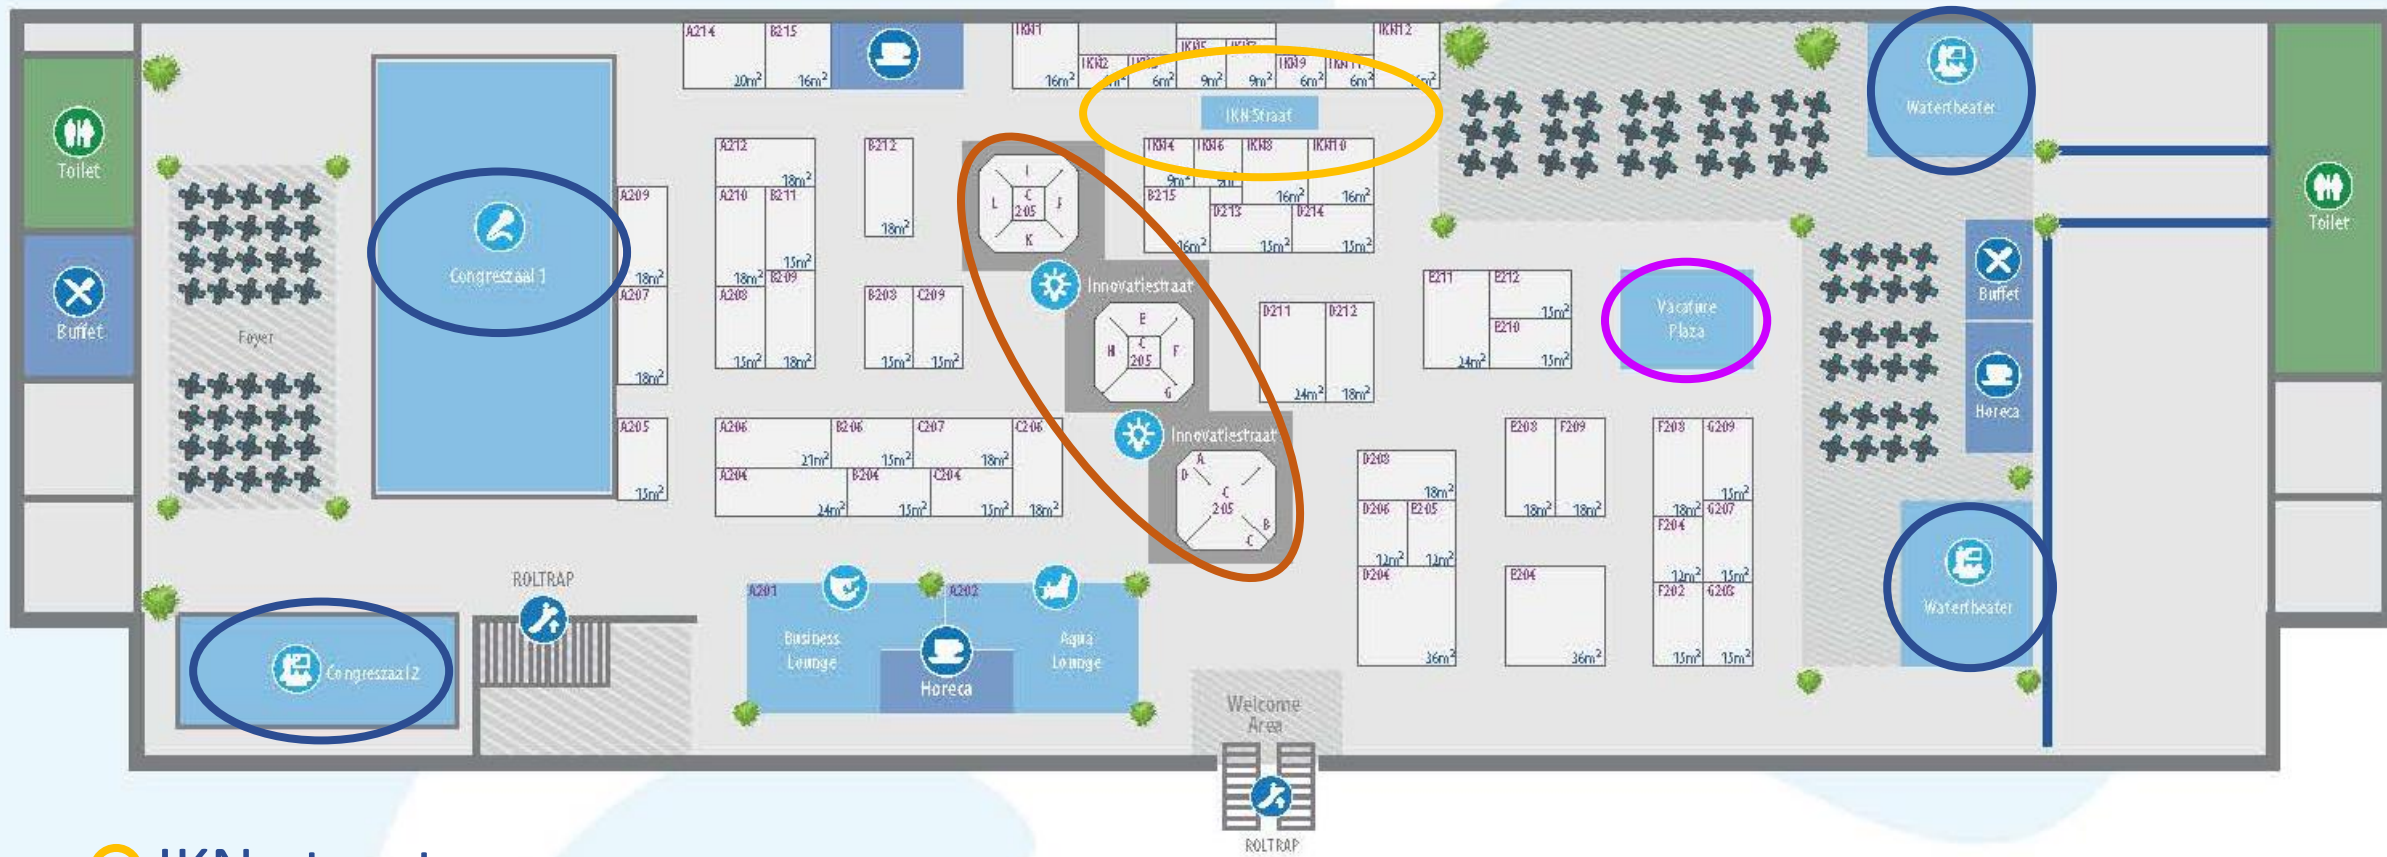 A214
B215
20m²
16m²
IKN1
16m²
IKN2
6m²
9m²
9m²
IKN9
6m²
6m²
IKN12
IKN-Straat
Watertheater
Toilet
Toilet
Congreszaal 1
A209
18m²
A207
18m²
A205
15m²
A212
18m²
A210
B211
18m²
15m²
A208
B209
15m²
18m²
B212
18m²
B208
C209
15m²
15m²
IKN4
IKN6
IKN8
IKN10
9m²
16m²
16m²
B215
D213
D214
16m²
15m²
15m²
I
L
C
205
J
K
Innovatiestraat
E
H
C
205
F
G
Innovatiestraat
A
D
C
205
B
C
Buffet
Foyer
D211
D212
24m²
18m²
E211
E212
24m²
15m²
E210
15m²
Vacature
Plaza
Buffet
Horeca
A206
B206
C207
C206
21m²
15m²
18m²
A204
B204
C204
24m²
15m²
15m²
18m²
D208
18m²
D206
E205
12m²
12m²
D204
36m²
E208
F209
18m²
18m²
E204
36m²
F208
G209
18m²
15m²
F204
G207
12m²
15m²
F202
G203
15m²
15m²
Watertheater
ROLTRAP
A201
A202
Business
Lounge
Aqua
Lounge
Horeca
Congreszaal 2
Welcome
Area
ROLTRAP